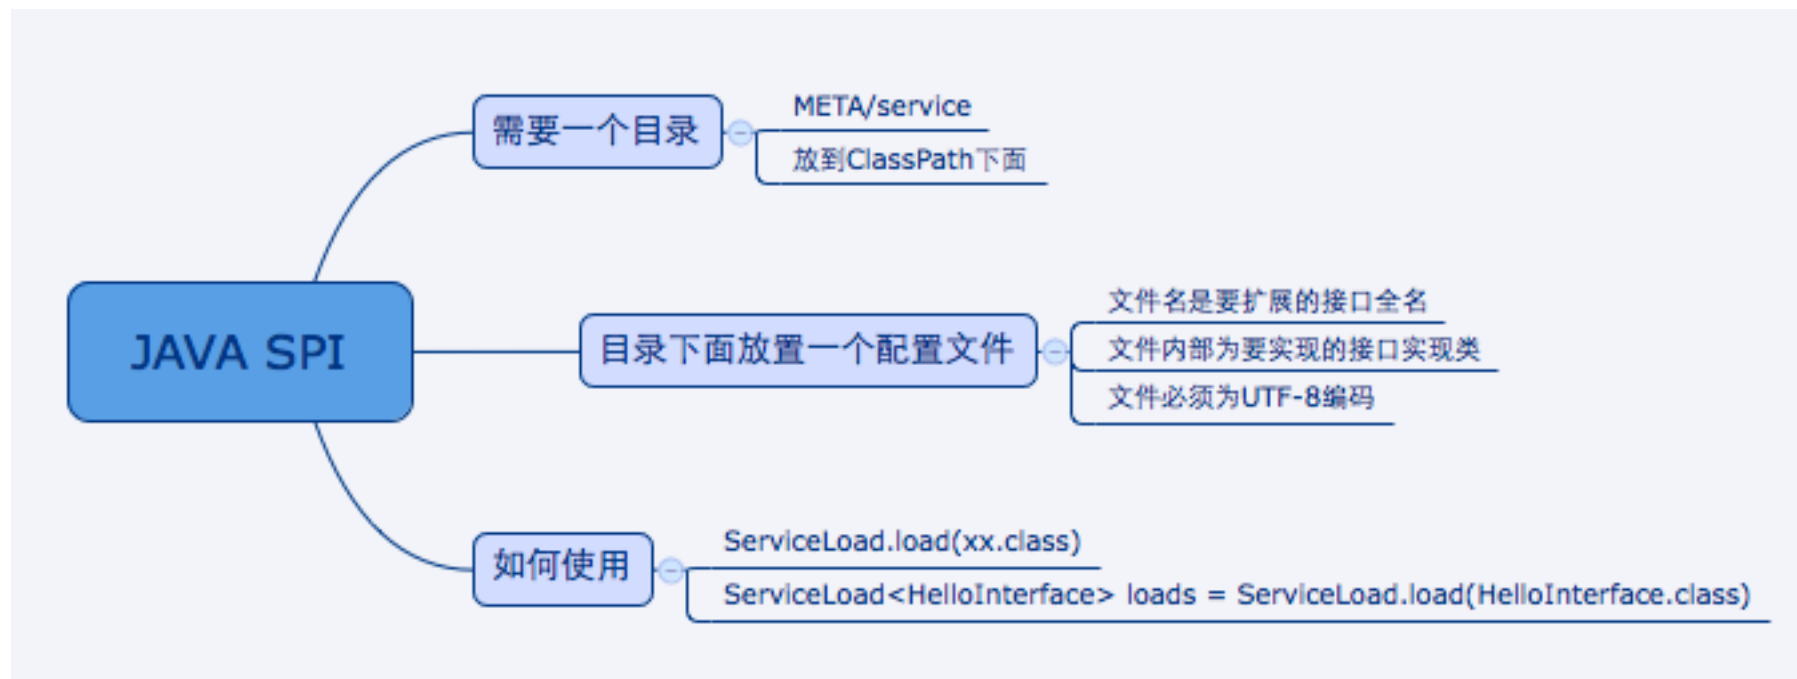 JAVA SPI
需要一个目录
META/service
放到ClassPath下面
目录下面放置一个配置文件
文件名是要扩展的接口全名
文件内部为要实现的接口实现类
文件必须为UTF-8编码
如何使用
ServiceLoad.load(xx.class)
ServiceLoad<HelloInterface> loads = ServiceLoad.load(HelloInterface.class)